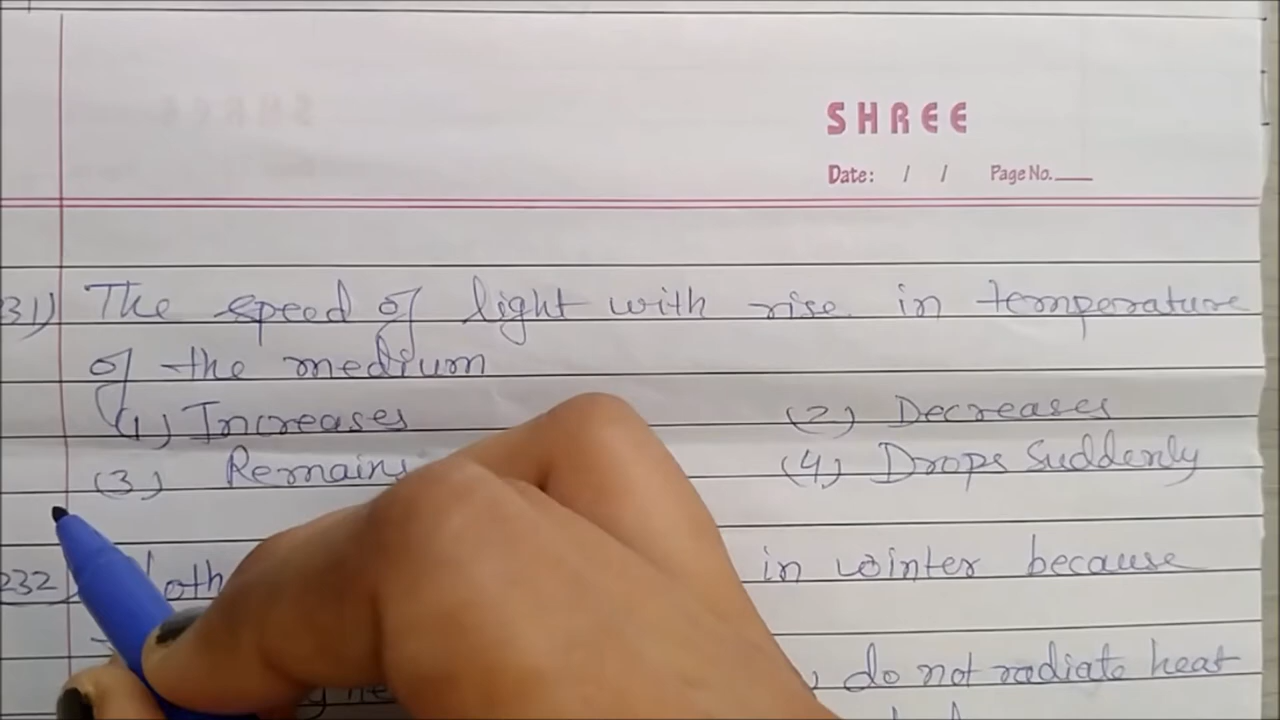 SHREE
Date: / / Page No.
31) The speed of light with rise in temperature
of the medium
(1) Increases (2) Decreases
(3) Remains (4) Drops Suddenly
232) in winter because
do not radiate heat